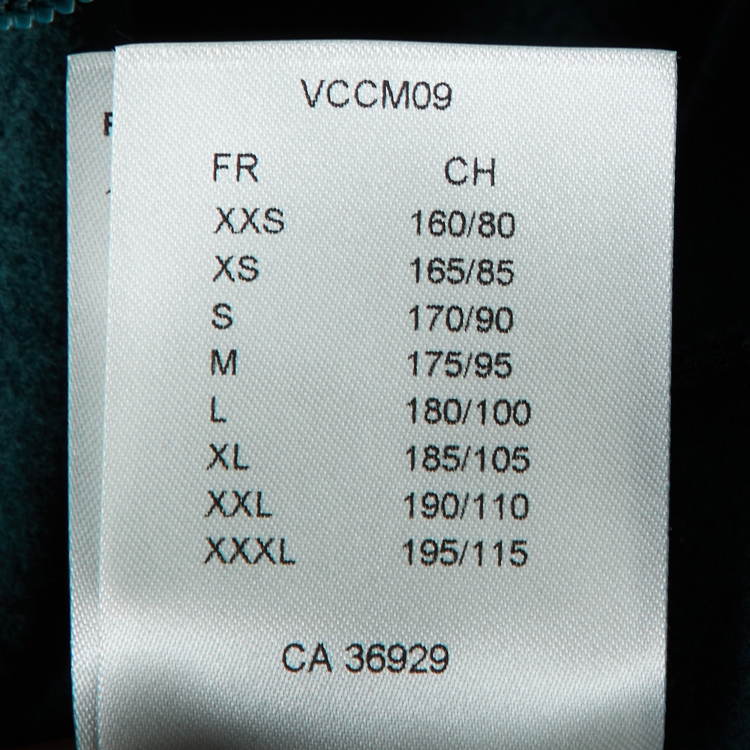 VCCM09
FR CH
XXS 160/80
XS 165/85
S 170/90
M 175/95
L 180/100
XL 185/105
XXL 190/110
XXXL 195/115
CA 36929